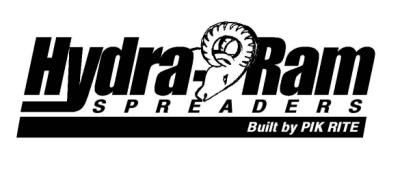 Hydra-Ram
SPREADERS
Built by PIK RITE